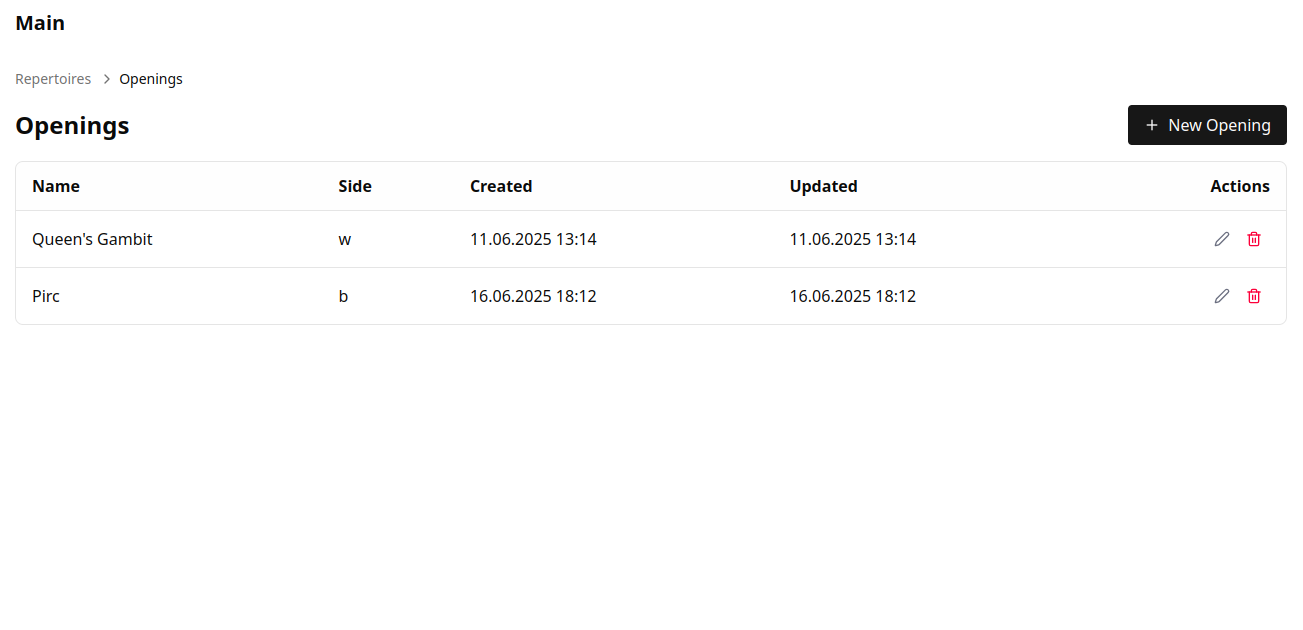 Main
Repertoires > Openings
Openings
+ New Opening
Name Side Created Updated Actions
Queen's Gambit w 11.06.2025 13:14 11.06.2025 13:14
Pirc b 16.06.2025 18:12 16.06.2025 18:12